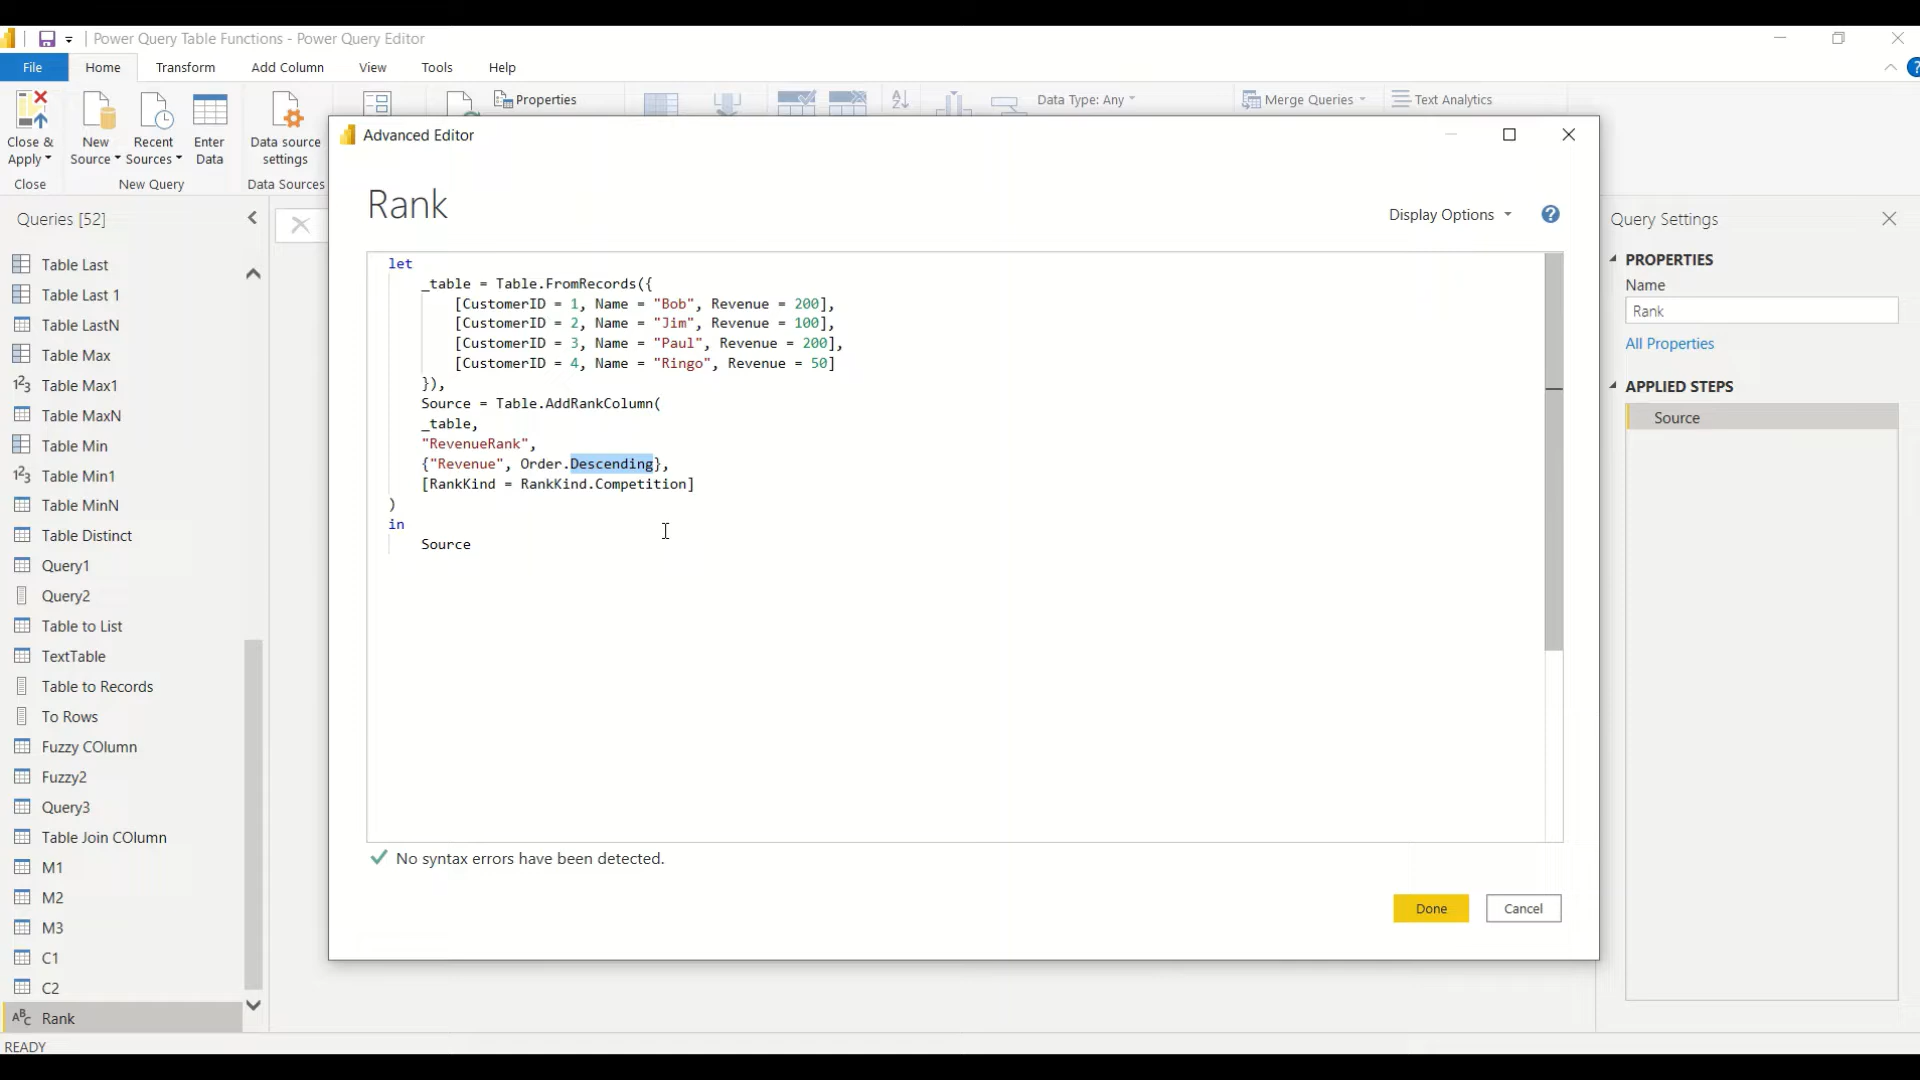 Power Query Table Functions - Power Query Editor
File Home Transform Add Column View Tools Help
Close & Apply
New Source
Recent Sources
Enter Data
Data source settings
Properties
Data Type: Any
Merge Queries
Text Analytics
Close
New Query
Data Sources
Queries [52]
Table Last
Table Last 1
Table LastN
Table Max
Table Max1
Table MaxN
Table Min
Table Min1
Table MinN
Table Distinct
Query1
Query2
Table to List
TextTable
Table to Records
To Rows
Fuzzy COlumn
Fuzzy2
Query3
Table Join COlumn
M1
M2
M3
C1
C2
Rank
READY
Advanced Editor
Rank
Display Options
let
_table = Table.FromRecords({
[CustomerID = 1, Name = "Bob", Revenue = 200],
[CustomerID = 2, Name = "Jim", Revenue = 100],
[CustomerID = 3, Name = "Paul", Revenue = 200],
[CustomerID = 4, Name = "Ringo", Revenue = 50]
}),
Source = Table.AddRankColumn(
_table,
"RevenueRank",
{"Revenue", Order.Descending},
[RankKind = RankKind.Competition]
)
in
Source
No syntax errors have been detected.
Done
Cancel
Query Settings
PROPERTIES
Name
Rank
All Properties
APPLIED STEPS
Source